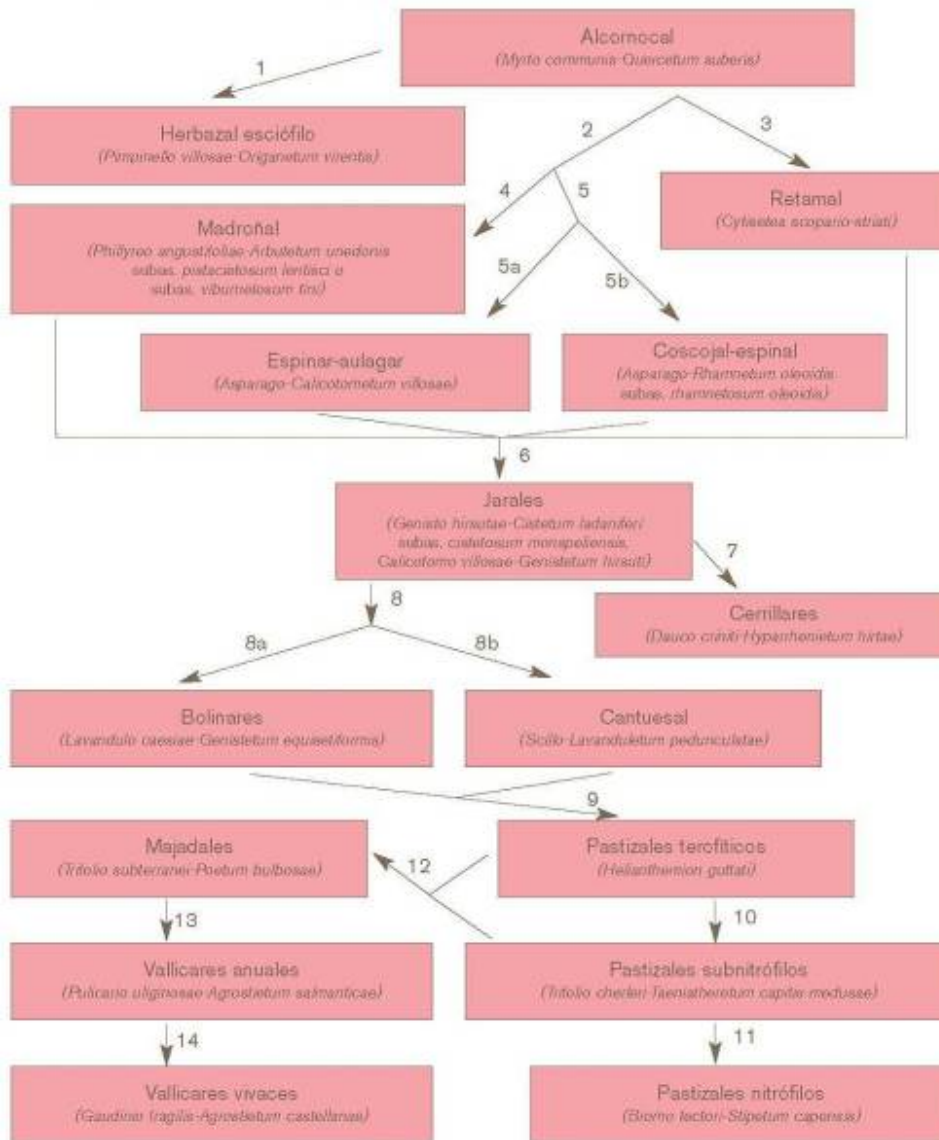 Alcornocal
(Myrto communis-Quercetum suberis)
1
2
3
Herbazal esciófilo
(Pimpinello villosae-Origanetum virentis)
4
5
Retamal
(Cytisetea scopario-striati)
Madroñal
(Phillyreo angustifoliae-Arbutetum unedonis
subas. pistacietosum lentisci o
subas. viburnetosum tini)
5a
5b
Espinar-aulagar
(Asparago-Calicotometum villosae)
Coscojal-espinal
(Asparago-Rhamnetum oleoidis
subas. rhamnetosum oleoidis)
6
Jarales
(Genisto hirsutae-Cistetum ladaniferi
subas. cistetosum monspeliensis,
Calicotomo villosae-Genistetum hirsuti)
7
Cerrillares
(Dauco criniti-Hyparrhenietum hirtae)
8
8a
8b
Bolinares
(Lavandulo caesiae-Genistetum equisetiformis)
Cantuesal
(Scillo-Lavanduletum pedunculatae)
9
Majadales
(Trifolio subterranei-Poetum bulbosae)
12
Pastizales terofíticos
(Helianthemion guttati)
13
10
Vallicares anuales
(Pulicario uliginosae-Agrostietum salmanticae)
Pastizales subnitrófilos
(Trifolio cherleri-Taeniatheretum capitis-medusae)
14
11
Vallicares vivaces
(Gaudinio fragilis-Agrostietum castellanae)
Pastizales nitrófilos
(Bromo tectori-Stipetum capensis)